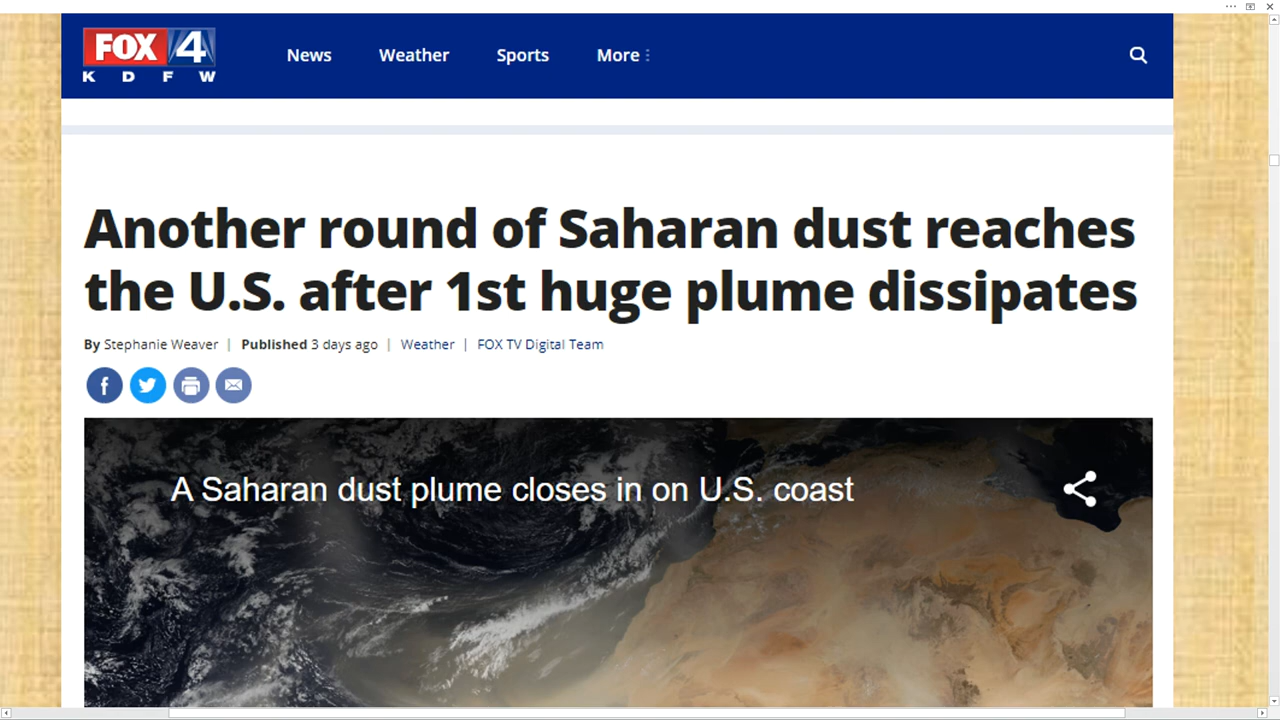 FOX 4
KDFW
News Weather Sports More
Another round of Saharan dust reaches
the U.S. after 1st huge plume dissipates
By Stephanie Weaver | Published 3 days ago | Weather | FOX TV Digital Team
A Saharan dust plume closes in on U.S. coast